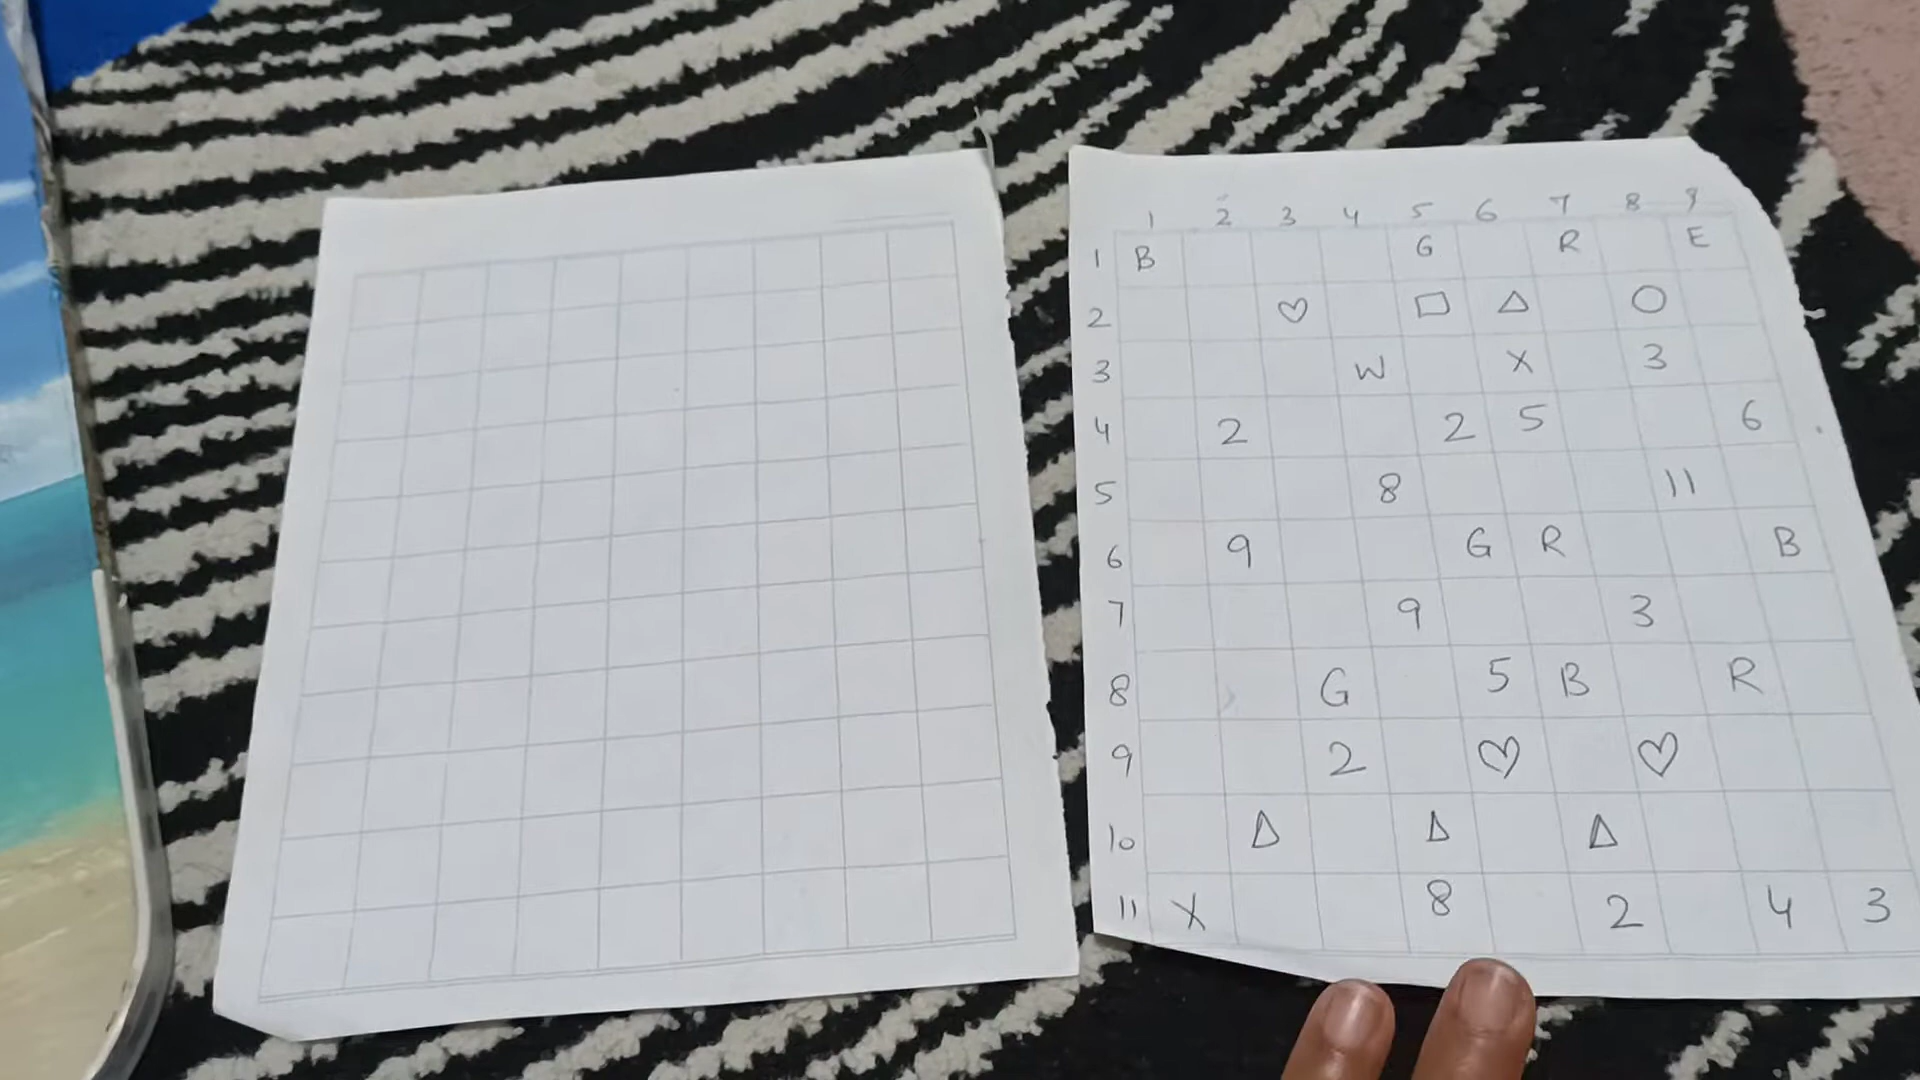 1 2 3 4 5 6 7 8 9
1 B G R E
2 ♡ □ △ ○
3 W X 3
4 2 2 5 6
5 8 11
6 9 G R B
7 9 3
8 G 5 B R
9 2 ♡ ♡
10 △ △ △
11 X 8 2 4 3